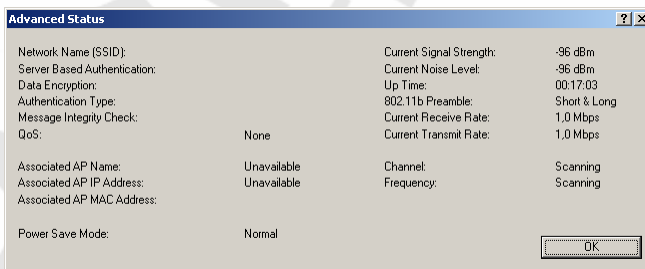 Advanced Status
Network Name (SSID):
Server Based Authentication:
Data Encryption:
Authentication Type:
Message Integrity Check:
QoS: None
Associated AP Name: Unavailable
Associated AP IP Address: Unavailable
Associated AP MAC Address:
Power Save Mode: Normal
Current Signal Strength: -96 dBm
Current Noise Level: -96 dBm
Up Time: 00:17:03
802.11b Preamble: Short & Long
Current Receive Rate: 1,0 Mbps
Current Transmit Rate: 1,0 Mbps
Channel: Scanning
Frequency: Scanning
OK